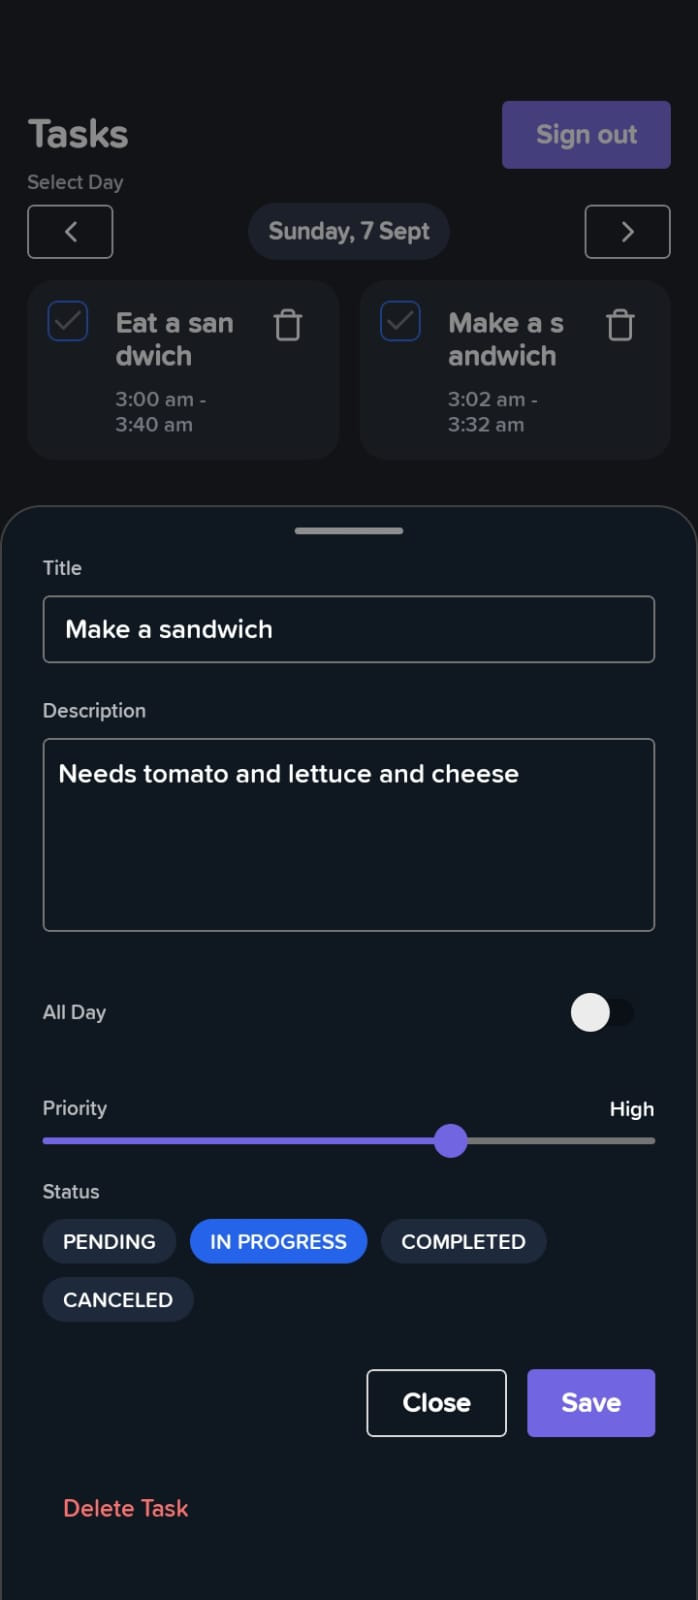 Tasks
Sign out
Select Day
Sunday, 7 Sept
Eat a san
dwich
3:00 am -
3:40 am
Make a s
andwich
3:02 am -
3:32 am
Title
Make a sandwich
Description
Needs tomato and lettuce and cheese
All Day
Priority
High
Status
PENDING
IN PROGRESS
COMPLETED
CANCELED
Close
Save
Delete Task